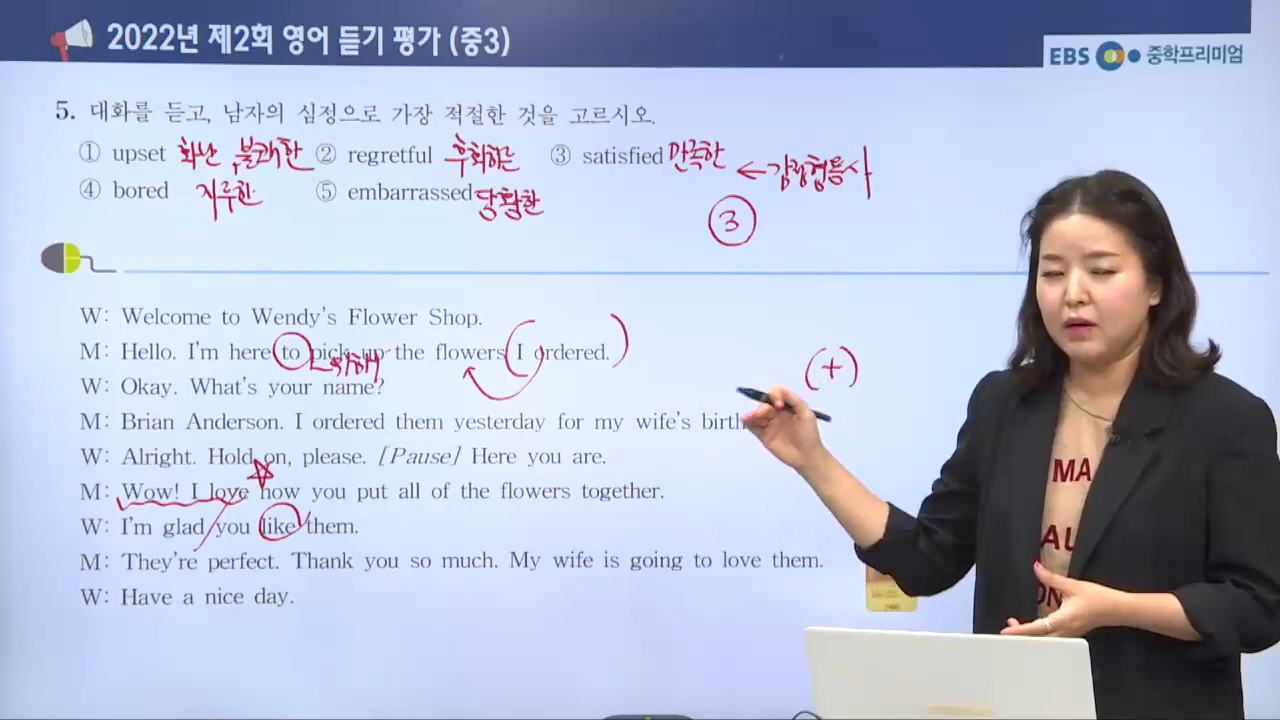 2022년 제2회 영어 듣기 평가 (중3)
EBS 중학프리미엄
5. 대화를 듣고, 남자의 심정으로 가장 적절한 것을 고르시오.
① upset 화난, 불쾌한 ② regretful 후회하는 ③ satisfied 만족한 ← 감정형용사
④ bored 지루한 ⑤ embarrassed 당황한
③
W: Welcome to Wendy's Flower Shop.
M: Hello. I'm here to pick up the flowers (I ordered.)
위해
(+)
W: Okay. What's your name?
M: Brian Anderson. I ordered them yesterday for my wife's birth
W: Alright. Hold on, please. [Pause] Here you are.
M: Wow! I love how you put all of the flowers together.
W: I'm glad you like them.
M: They're perfect. Thank you so much. My wife is going to love them.
W: Have a nice day.
MA
AU
ON